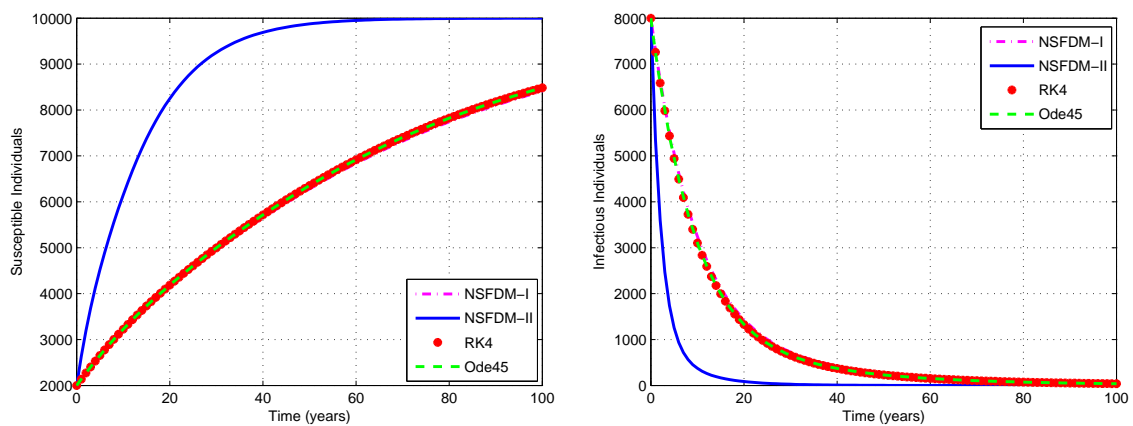 10000
9000
8000
7000
6000
5000
4000
3000
2000
0
20
40
60
80
100
Susceptible Individuals
Time (years)
NSFDM-I
NSFDM-II
RK4
Ode45
8000
7000
6000
5000
4000
3000
2000
1000
0
0
20
40
60
80
100
Infectious Individuals
Time (years)
NSFDM-I
NSFDM-II
RK4
Ode45